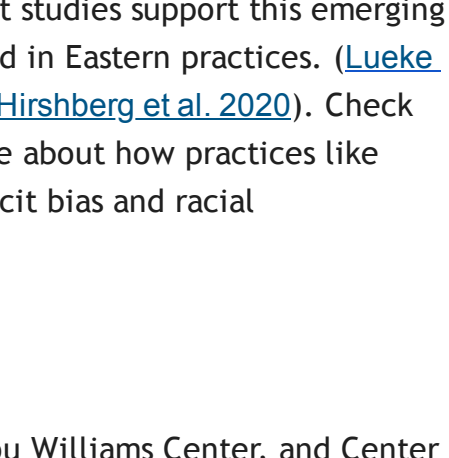 t studies support this emerging
d in Eastern practices. (Lueke
Hirshberg et al. 2020). Check
e about how practices like
cit bias and racial
ou Williams Center, and Center